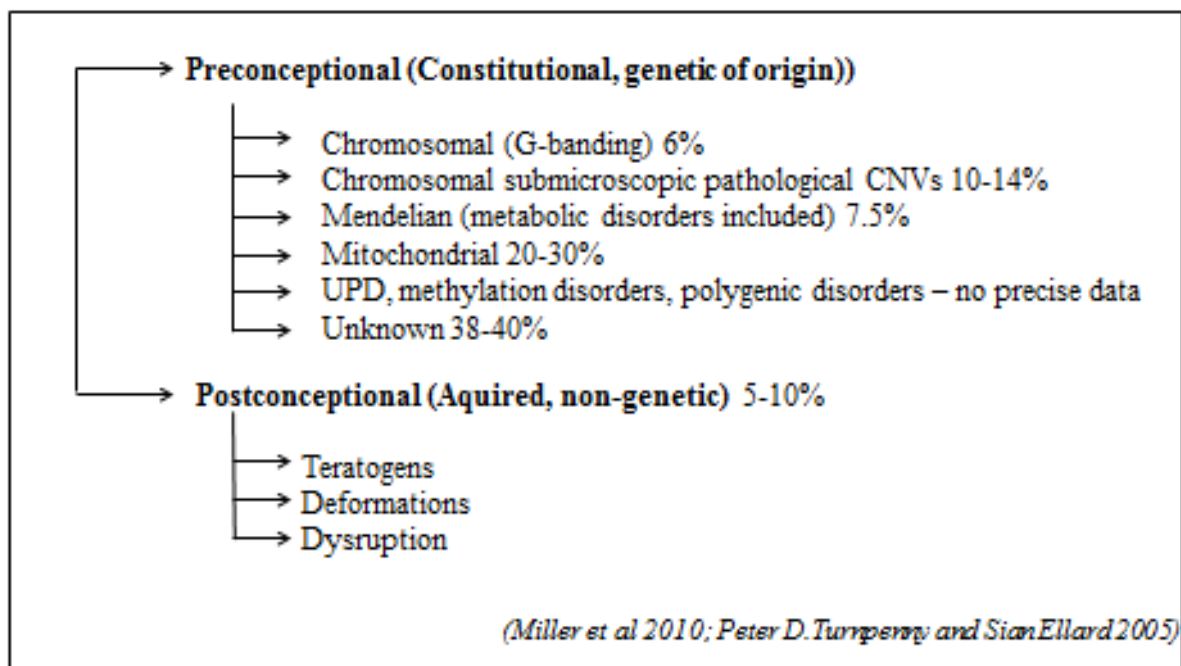 Preconceptional (Constitutional, genetic of origin))
Chromosomal (G-banding) 6%
Chromosomal submicroscopic pathological CNVs 10-14%
Mendelian (metabolic disorders included) 7.5%
Mitochondrial 20-30%
UPD, methylation disorders, polygenic disorders – no precise data
Unknown 38-40%
Postconceptional (Aquired, non-genetic) 5-10%
Teratogens
Deformations
Dysruption
(Miller et al 2010; Peter D. Turnpenny and Sian Ellard 2005)